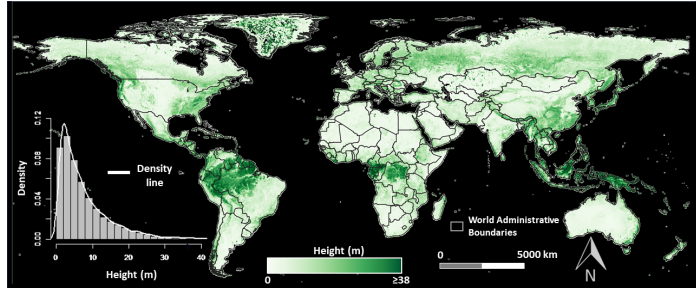 0.12
0.08
0.04
0.00
Density
Density
line
0 10 20 30 40
Height (m)
Height (m)
0 ≥38
World Administrative
Boundaries
0 5000 km
N